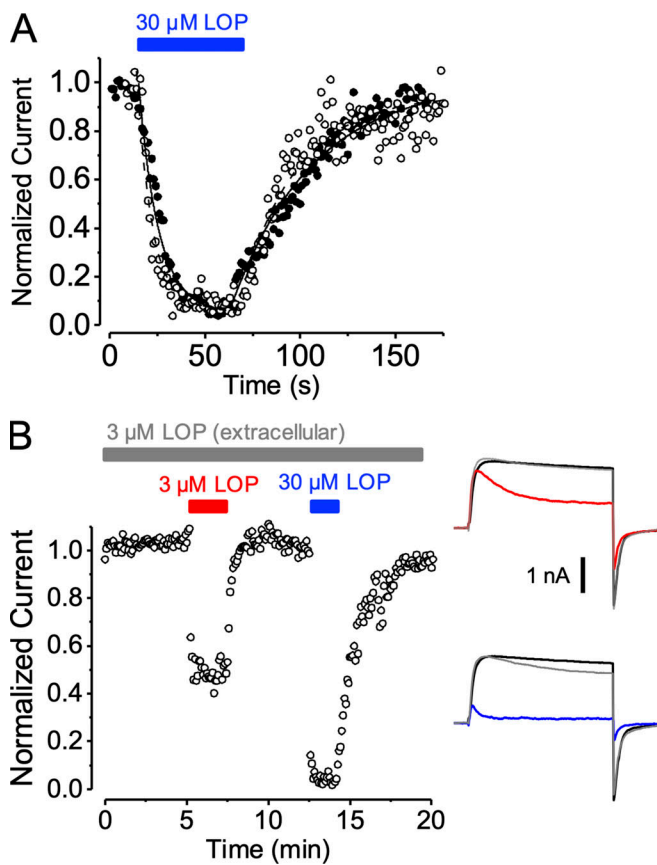 A
30 µM LOP
Normalized Current
1.0
0.8
0.6
0.4
0.2
0.0
0
50
100
150
Time (s)
B
3 µM LOP (extracellular)
3 µM LOP
30 µM LOP
Normalized Current
1.0
0.8
0.6
0.4
0.2
0.0
0
5
10
15
20
Time (min)
1 nA